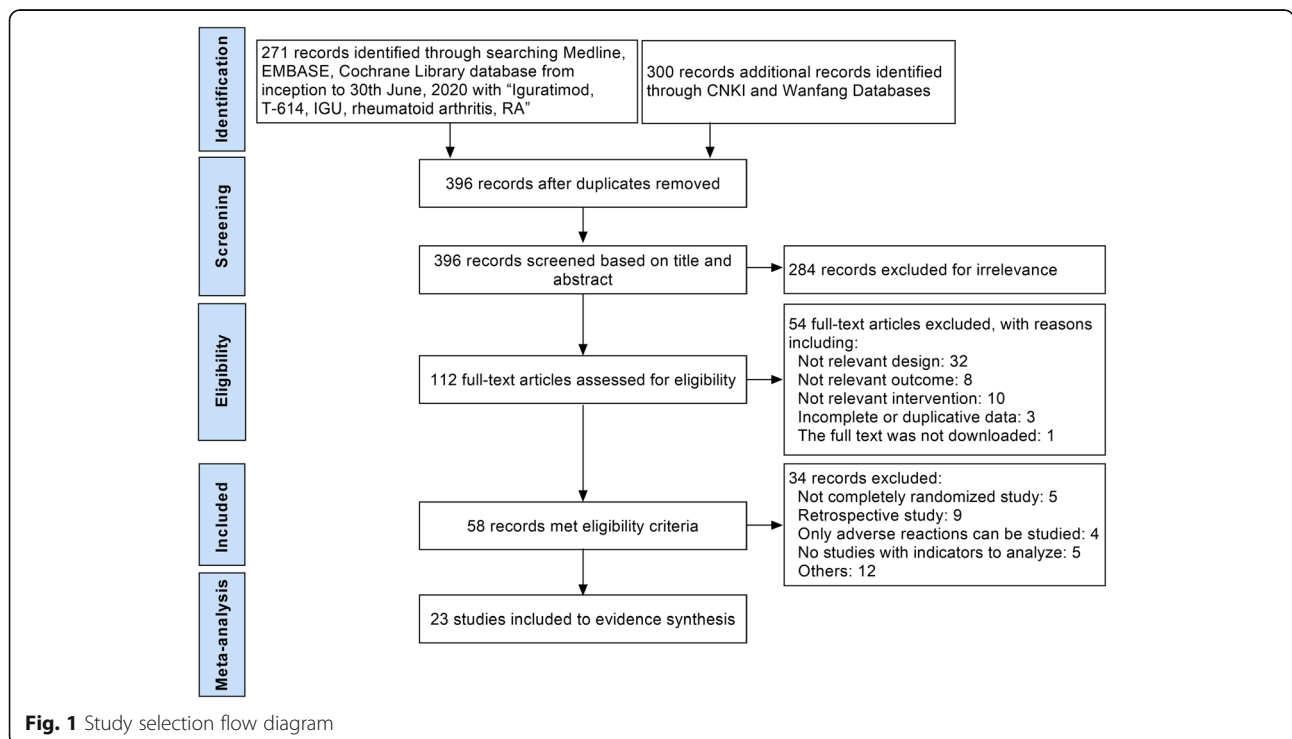 Identification
271 records identified through searching Medline,
EMBASE, Cochrane Library database from
inception to 30th June, 2020 with “Iguratimod,
T-614, IGU, rheumatoid arthritis, RA”
300 records additional records identified
through CNKI and Wanfang Databases
Screening
396 records after duplicates removed
396 records screened based on title and
abstract
284 records excluded for irrelevance
Eligibility
112 full-text articles assessed for eligibility
54 full-text articles excluded, with reasons
including:
Not relevant design: 32
Not relevant outcome: 8
Not relevant intervention: 10
Incomplete or duplicative data: 3
The full text was not downloaded: 1
Included
58 records met eligibility criteria
34 records excluded:
Not completely randomized study: 5
Retrospective study: 9
Only adverse reactions can be studied: 4
No studies with indicators to analyze: 5
Others: 12
Meta-analysis
23 studies included to evidence synthesis
Fig. 1 Study selection flow diagram